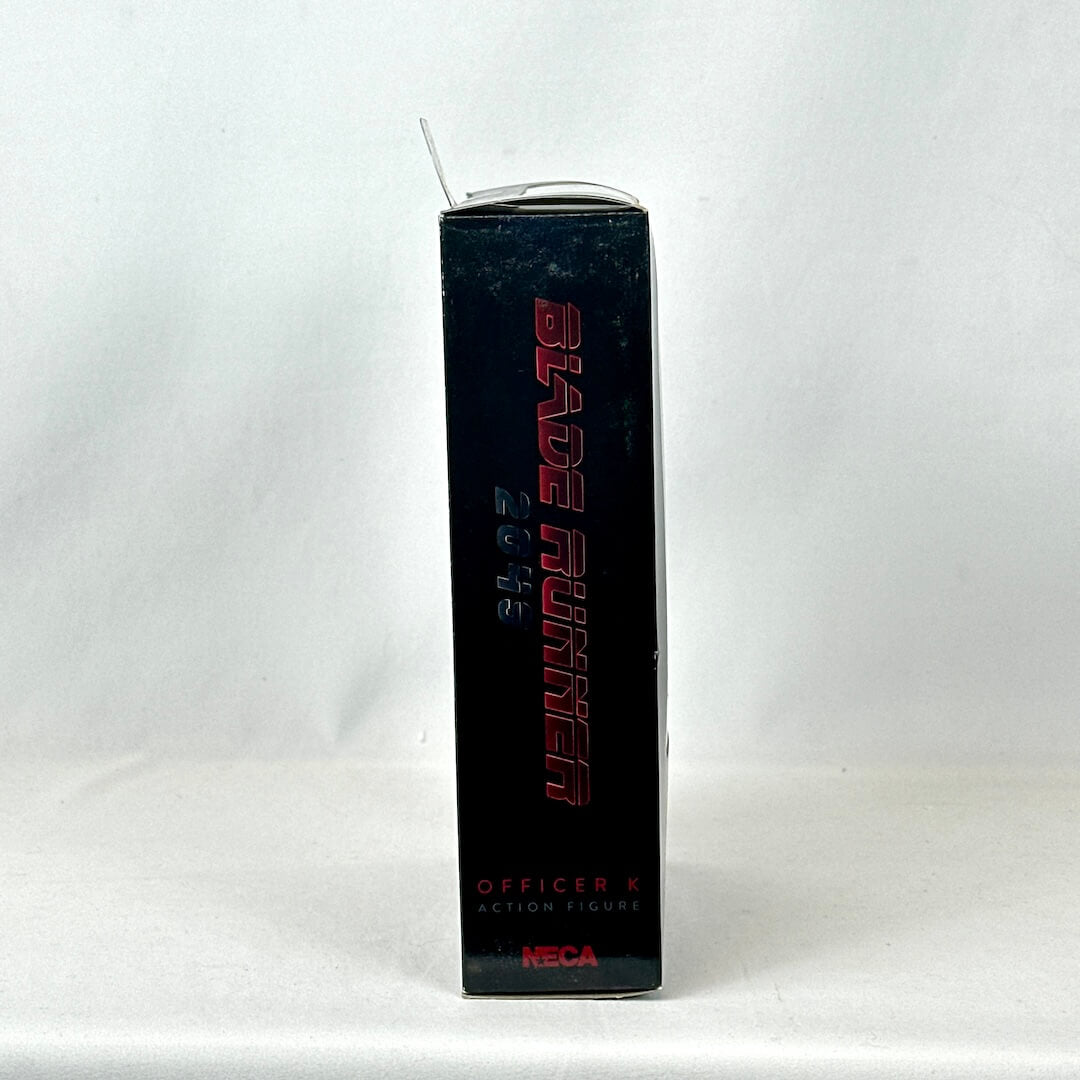 BLADE RUNNER
2049
OFFICER K
ACTION FIGURE
NECA